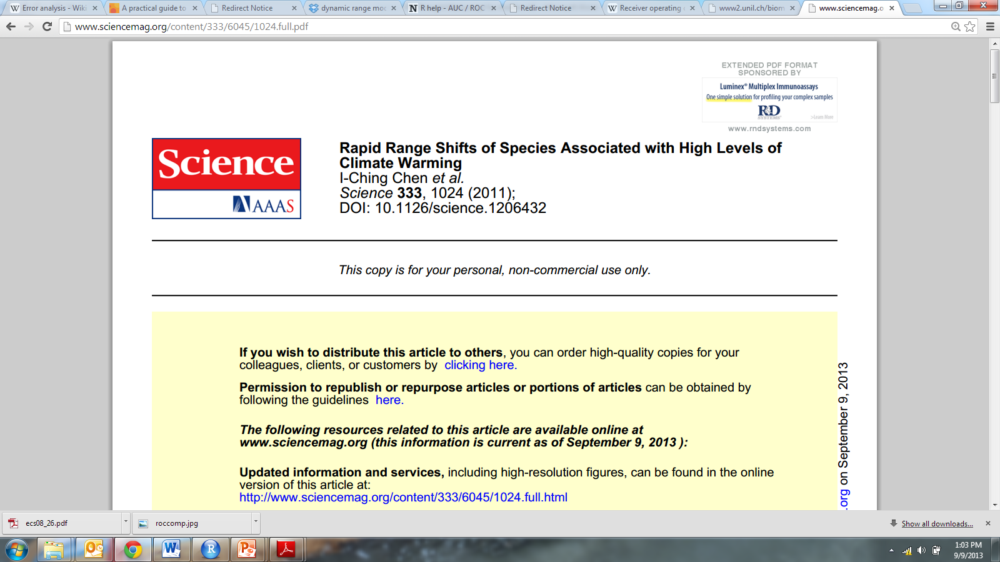 Error analysis - Wiki
A practical guide to
Redirect Notice
dynamic range mod
R help - AUC / ROC
Redirect Notice
Receiver operating
www2.unil.ch/biom
www.sciencemag.o
www.sciencemag.org/content/333/6045/1024.full.pdf
EXTENDED PDF FORMAT
SPONSORED BY
Luminex® Multiplex Immunoassays
One simple solution for profiling your complex samples
R&D
SYSTEMS
>Learn More
www.rndsystems.com
Science
AAAS
Rapid Range Shifts of Species Associated with High Levels of
Climate Warming
I-Ching Chen et al.
Science 333, 1024 (2011);
DOI: 10.1126/science.1206432
This copy is for your personal, non-commercial use only.
If you wish to distribute this article to others, you can order high-quality copies for your
colleagues, clients, or customers by clicking here.
Permission to republish or repurpose articles or portions of articles can be obtained by
following the guidelines here.
The following resources related to this article are available online at
www.sciencemag.org (this information is current as of September 9, 2013 ):
Updated information and services, including high-resolution figures, can be found in the online
version of this article at:
http://www.sciencemag.org/content/333/6045/1024.full.html
.org on September 9, 2013
ecs08_26.pdf
roccomp.jpg
Show all downloads...
1:03 PM
9/9/2013